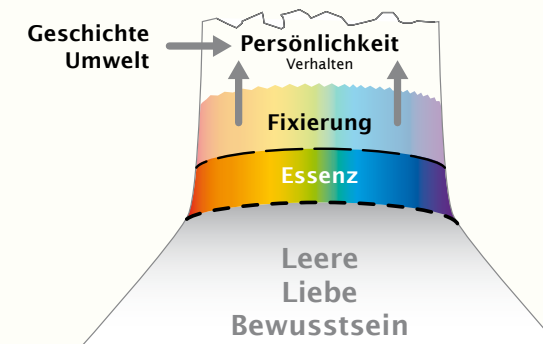 Geschichte
Umwelt
Persönlichkeit
Verhalten
Fixierung
Essenz
Leere
Liebe
Bewusstsein